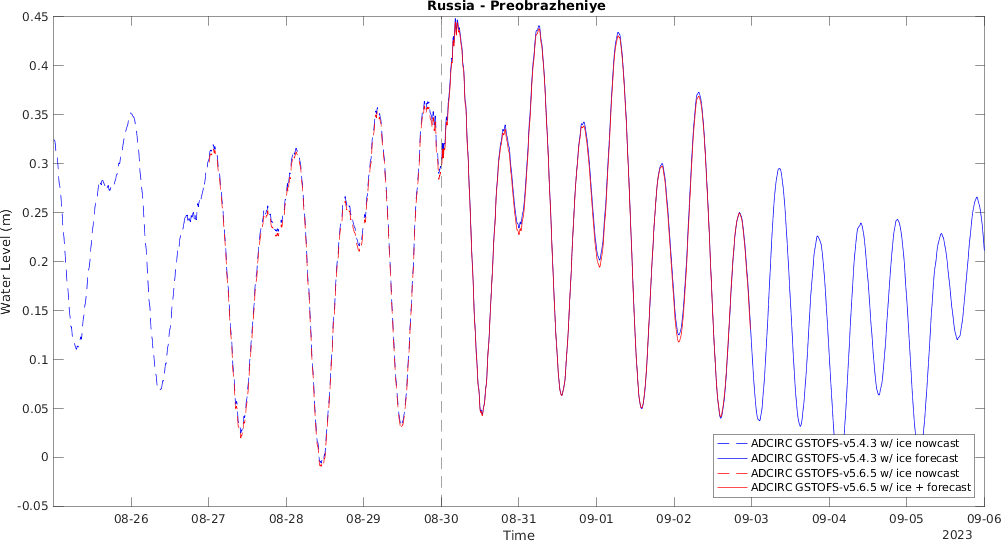 Russia - Preobrazheniye
0.45
0.4
0.35
0.3
0.25
0.2
0.15
0.1
0.05
0
-0.05
Water Level (m)
ADCIRC GSTOFS-v5.4.3 w/ ice nowcast
ADCIRC GSTOFS-v5.4.3 w/ ice forecast
ADCIRC GSTOFS-v5.6.5 w/ ice nowcast
ADCIRC GSTOFS-v5.6.5 w/ ice + forecast
08-26 08-27 08-28 08-29 08-30 08-31 09-01 09-02 09-03 09-04 09-05 09-06
Time
2023